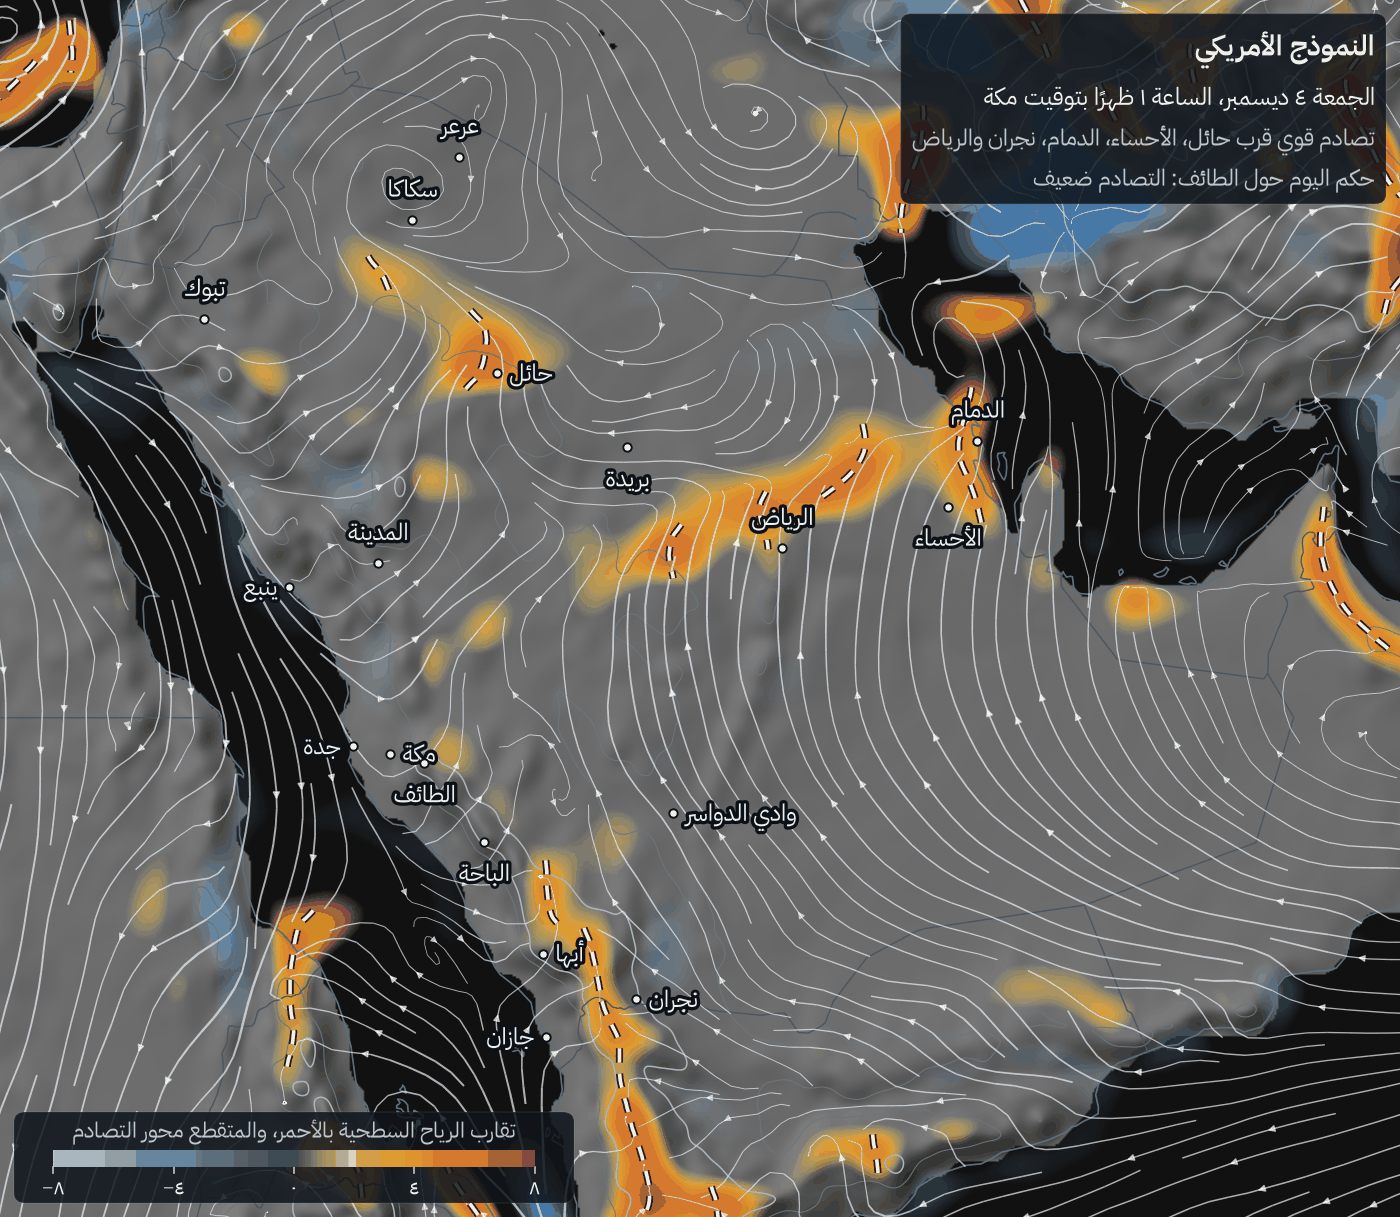 النموذج الأمريكي
الجمعة ٤ ديسمبر، الساعة ١ ظهرًا بتوقيت مكة
تصادم قوي قرب حائل، الأحساء، الدمام، نجران والرياض
حكم اليوم حول الطائف: التصادم ضعيف
عرعر
سكاكا
تبوك
حائل
الدمام
بريدة
الرياض
الأحساء
المدينة
ينبع
جدة
مكة
الطائف
وادي الدواسر
الباحة
أبها
نجران
جازان
تقارب الرياح السطحية بالأحمر، والمتقطع محور التصادم
−٨ −٤ ٠ ٤ ٨